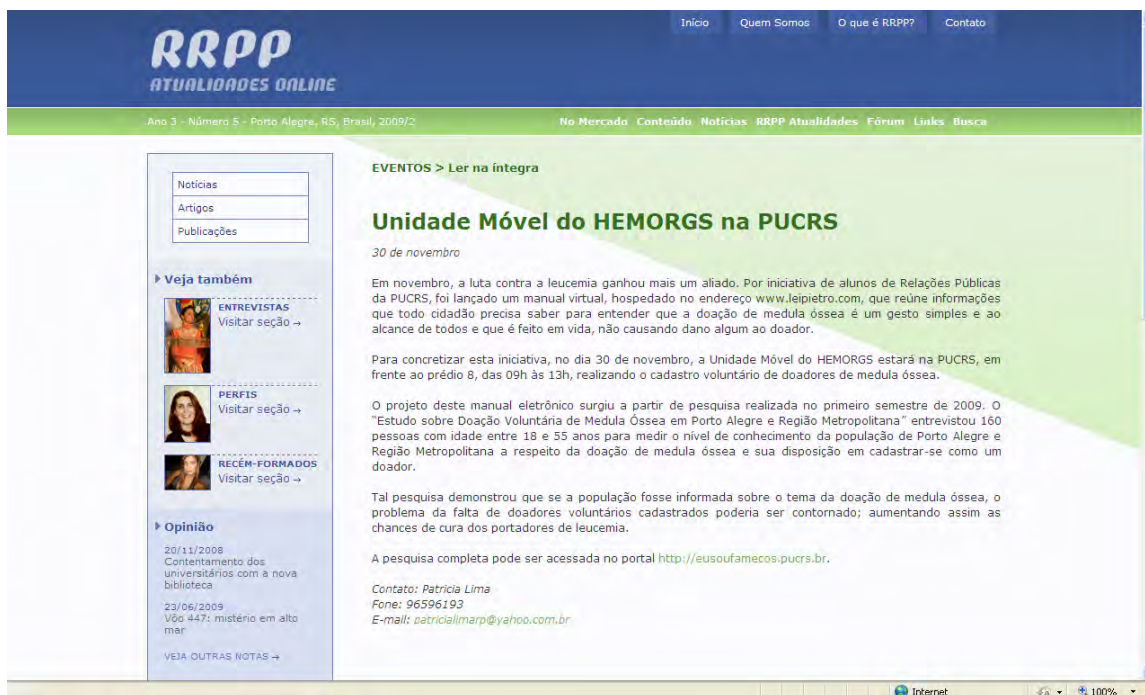 Início Quem Somos O que é RRPP? Contato
RRPP
ATUALIDADES ONLINE
Ano 3 - Número 5 - Porto Alegre, RS, Brasil, 2009/2
No Mercado Conteúdo Notícias RRPP Atualidades Fórum Links Busca
Notícias
Artigos
Publicações
Veja também
ENTREVISTAS
Visitar seção →
PERFIS
Visitar seção →
RECÉM-FORMADOS
Visitar seção →
Opinião
20/11/2008
Contentamento dos
universitários com a nova
biblioteca
23/06/2009
Vôo 447: mistério em alto
mar
VEJA OUTRAS NOTAS →
EVENTOS > Ler na íntegra
Unidade Móvel do HEMORGS na PUCRS
30 de novembro
Em novembro, a luta contra a leucemia ganhou mais um aliado. Por iniciativa de alunos de Relações Públicas
da PUCRS, foi lançado um manual virtual, hospedado no endereço www.leipietro.com, que reúne informações
que todo cidadão precisa saber para entender que a doação de medula óssea é um gesto simples e ao
alcance de todos e que é feito em vida, não causando dano algum ao doador.
Para concretizar esta iniciativa, no dia 30 de novembro, a Unidade Móvel do HEMORGS estará na PUCRS, em
frente ao prédio 8, das 09h às 13h, realizando o cadastro voluntário de doadores de medula óssea.
O projeto deste manual eletrônico surgiu a partir de pesquisa realizada no primeiro semestre de 2009. O
"Estudo sobre Doação Voluntária de Medula Óssea em Porto Alegre e Região Metropolitana" entrevistou 160
pessoas com idade entre 18 e 55 anos para medir o nível de conhecimento da população de Porto Alegre e
Região Metropolitana a respeito da doação de medula óssea e sua disposição em cadastrar-se como um
doador.
Tal pesquisa demonstrou que se a população fosse informada sobre o tema da doação de medula óssea, o
problema da falta de doadores voluntários cadastrados poderia ser contornado; aumentando assim as
chances de cura dos portadores de leucemia.
A pesquisa completa pode ser acessada no portal http://eusoufamecos.pucrs.br.
Contato: Patricia Lima
Fone: 96596193
E-mail: patricialimarp@yahoo.com.br
Internet 100%